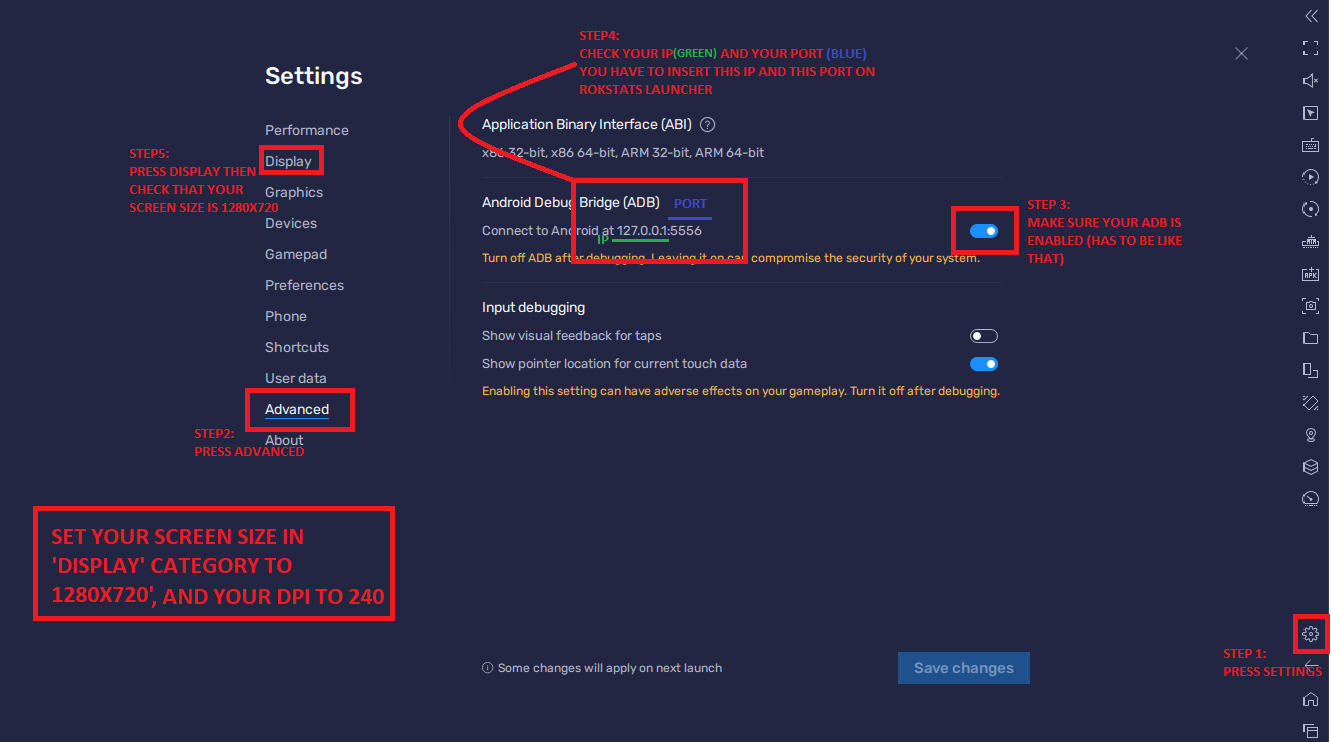 STEP4:
CHECK YOUR IP(GREEN) AND YOUR PORT (BLUE)
YOU HAVE TO INSERT THIS IP AND THIS PORT ON
ROKSTATS LAUNCHER
Settings
Performance
Display
Graphics
Devices
Gamepad
Preferences
Phone
Shortcuts
User data
Advanced
About
STEP5:
PRESS DISPLAY THEN
CHECK THAT YOUR
SCREEN SIZE IS 1280X720
STEP2:
PRESS ADVANCED
Application Binary Interface (ABI) ?
x86 32-bit, x86 64-bit, ARM 32-bit, ARM 64-bit
Android Debug Bridge (ADB)
PORT
Connect to Android at 127.0.0.1:5556
IP
Turn off ADB after debugging. Leaving it on can compromise the security of your system.
STEP 3:
MAKE SURE YOUR ADB IS
ENABLED (HAS TO BE LIKE
THAT)
Input debugging
Show visual feedback for taps
Show pointer location for current touch data
Enabling this setting can have adverse effects on your gameplay. Turn it off after debugging.
SET YOUR SCREEN SIZE IN
'DISPLAY' CATEGORY TO
1280X720', AND YOUR DPI TO 240
Some changes will apply on next launch
Save changes
STEP 1:
PRESS SETTINGS
APK